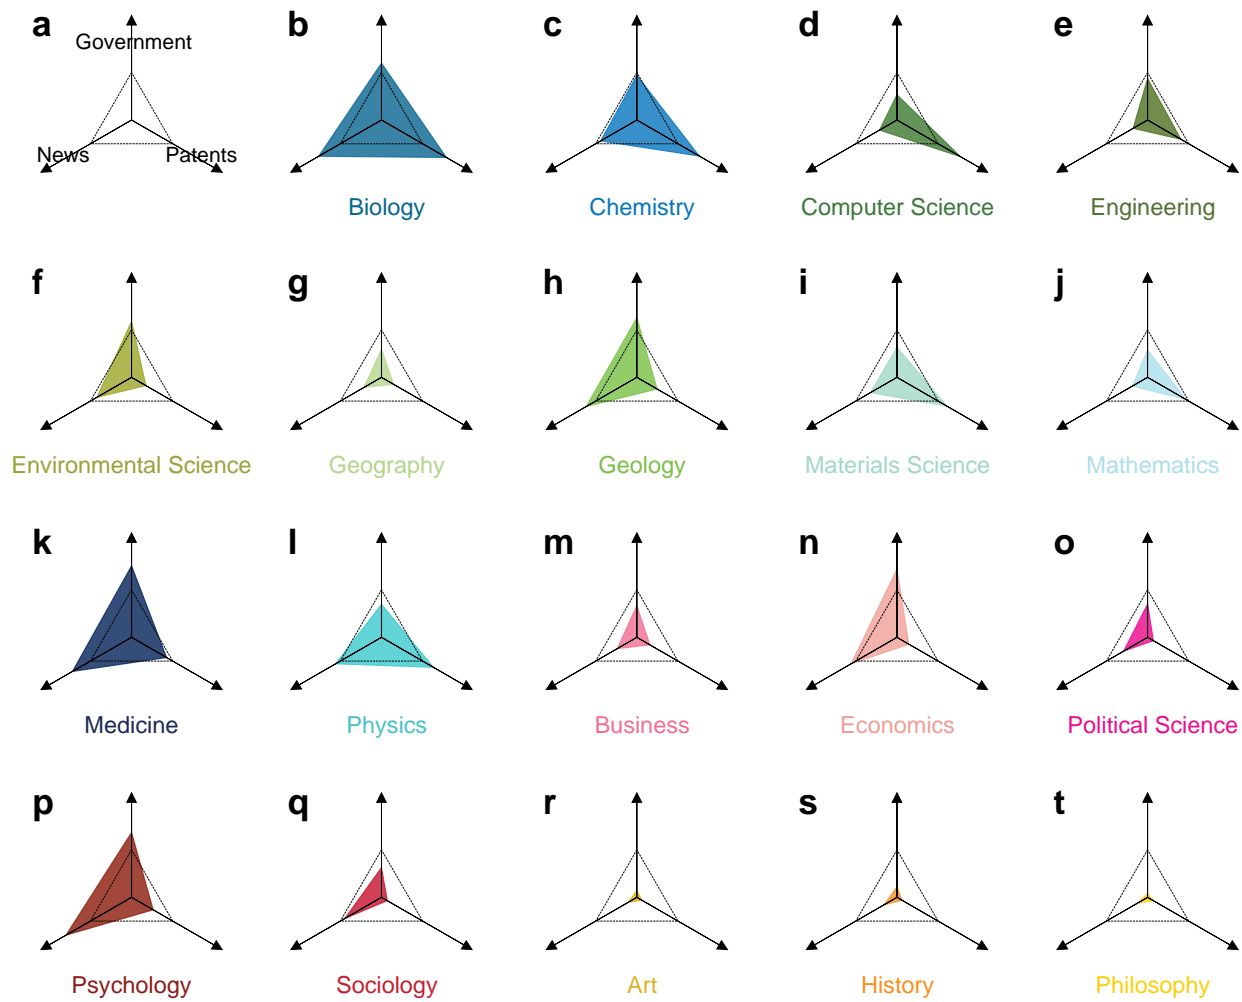 a
Government
News
Patents
b
Biology
c
Chemistry
d
Computer Science
e
Engineering
f
Environmental Science
g
Geography
h
Geology
i
Materials Science
j
Mathematics
k
Medicine
l
Physics
m
Business
n
Economics
o
Political Science
p
Psychology
q
Sociology
r
Art
s
History
t
Philosophy